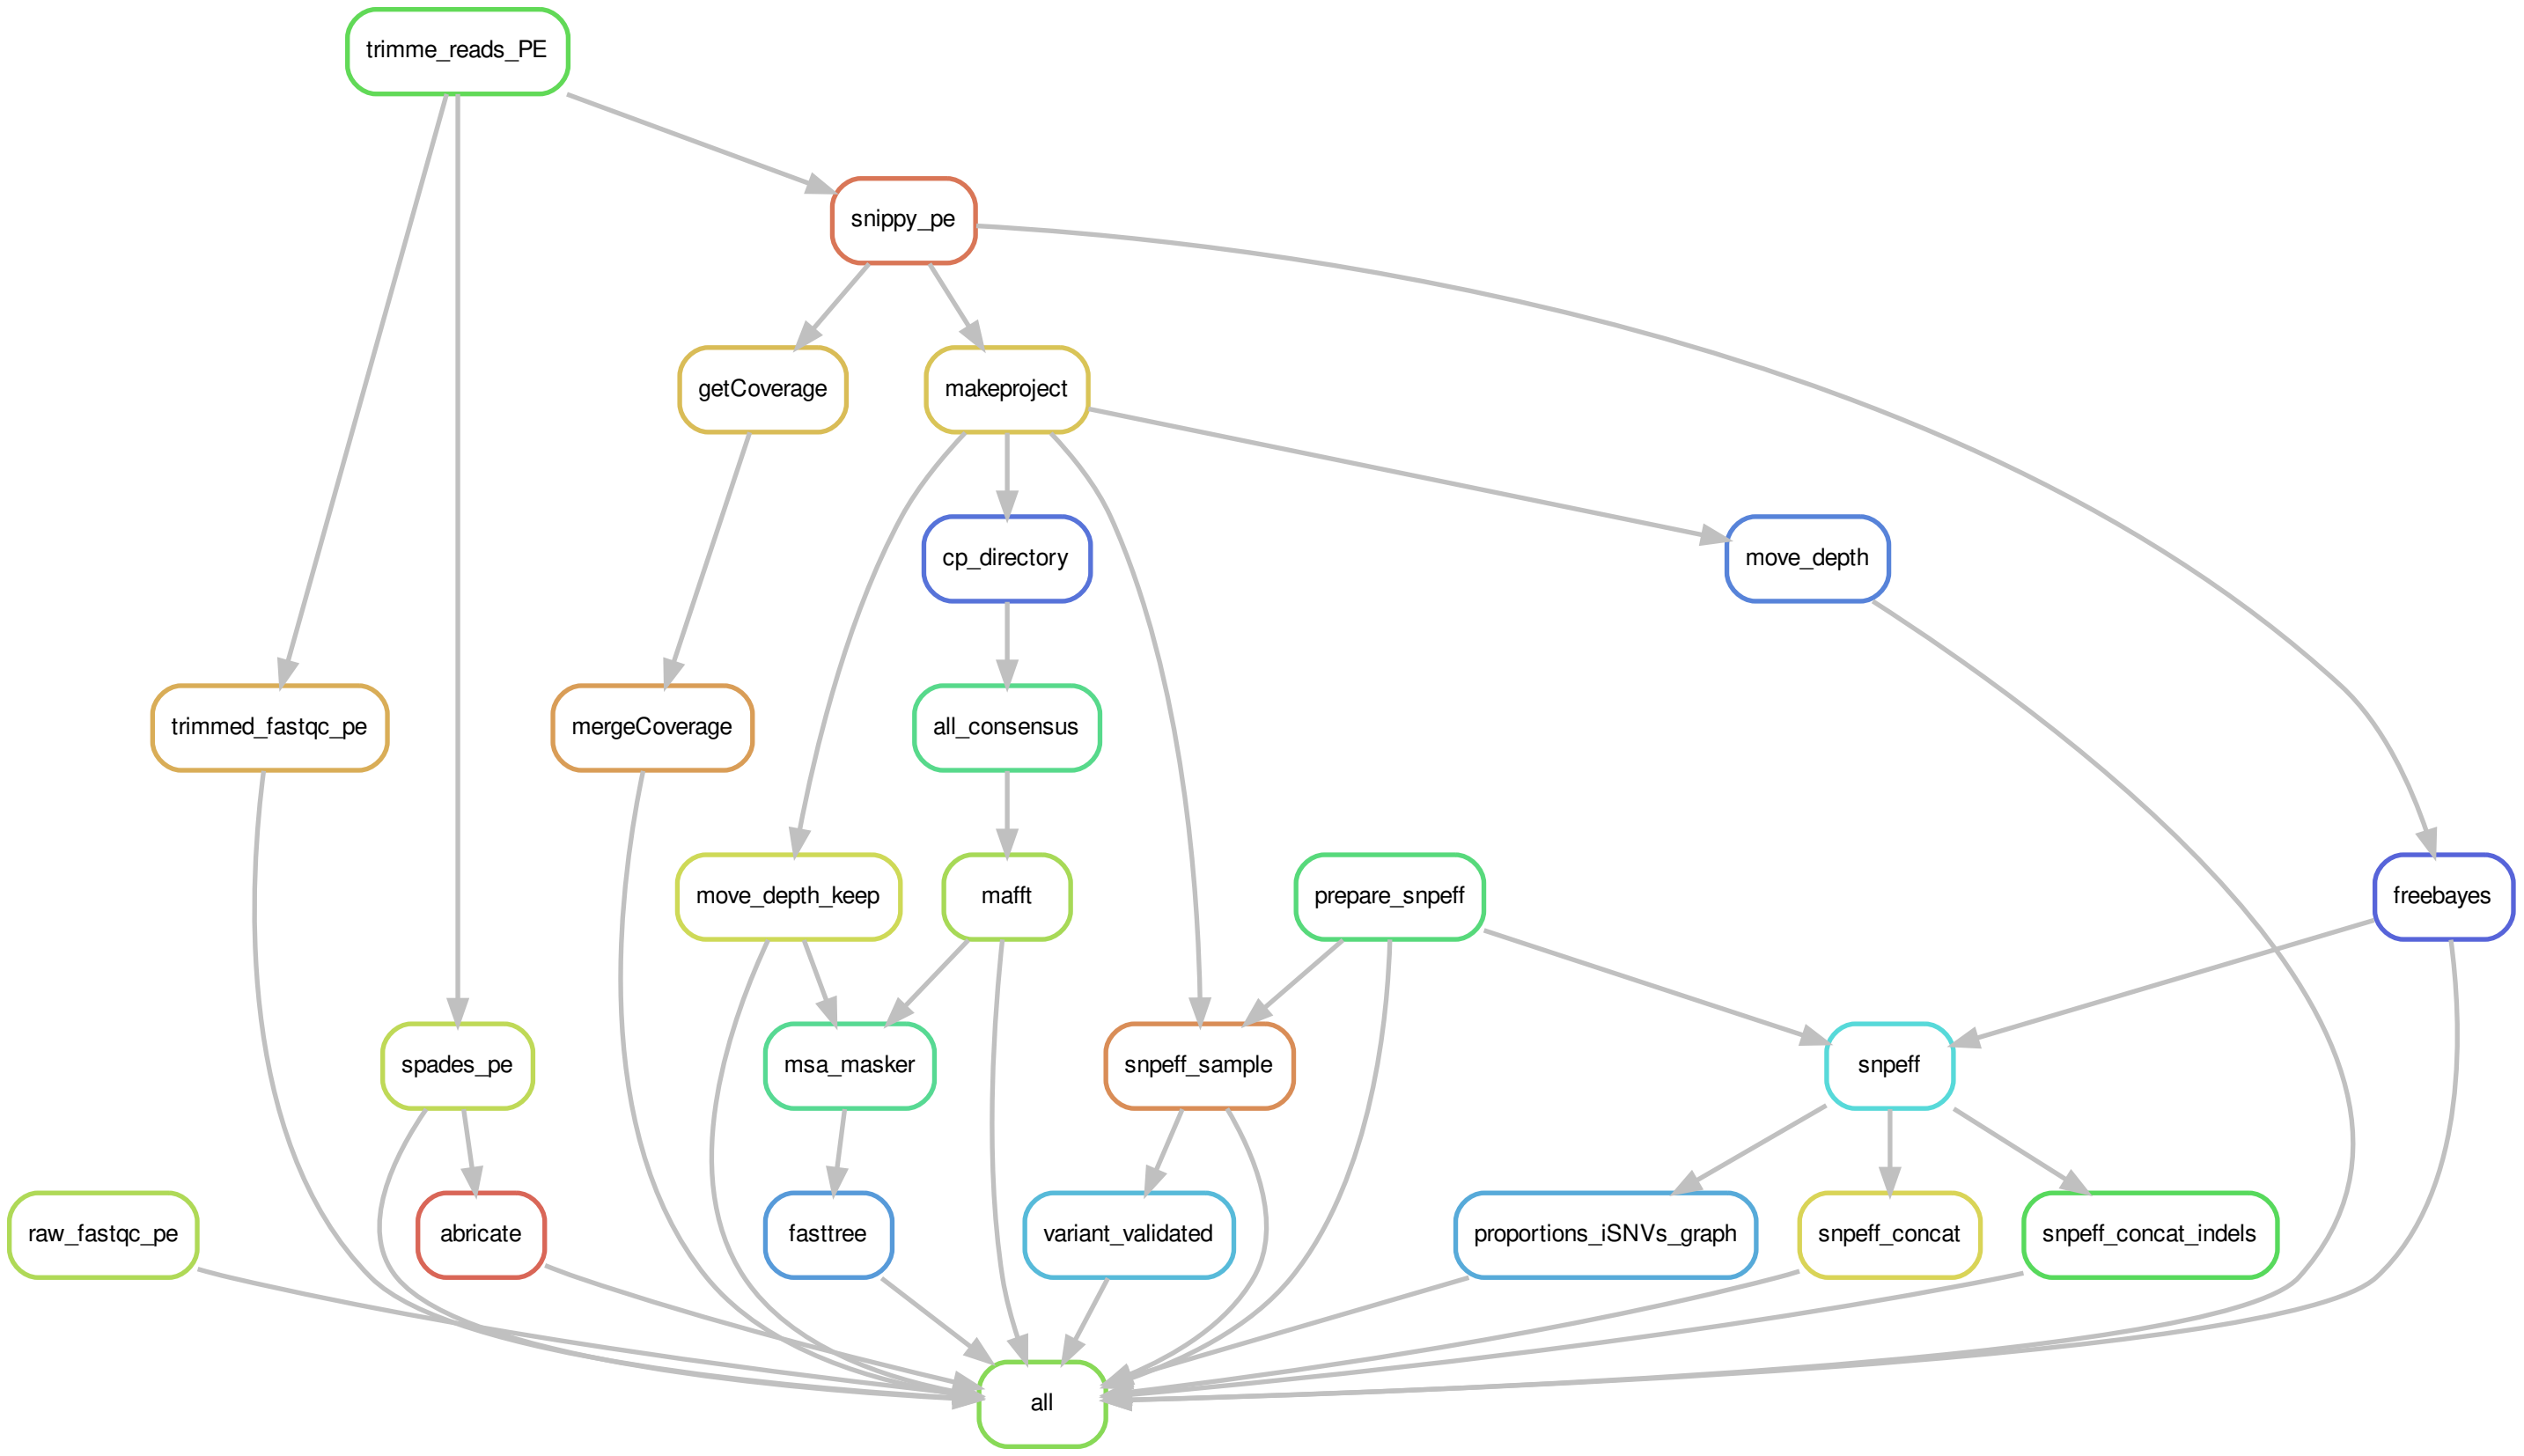 trimme_reads_PE
snippy_pe
getCoverage
makeproject
cp_directory
move_depth
trimmed_fastqc_pe
mergeCoverage
all_consensus
move_depth_keep
mafft
prepare_snpeff
freebayes
spades_pe
msa_masker
snpeff_sample
snpeff
raw_fastqc_pe
abricate
fasttree
variant_validated
proportions_iSNVs_graph
snpeff_concat
snpeff_concat_indels
all